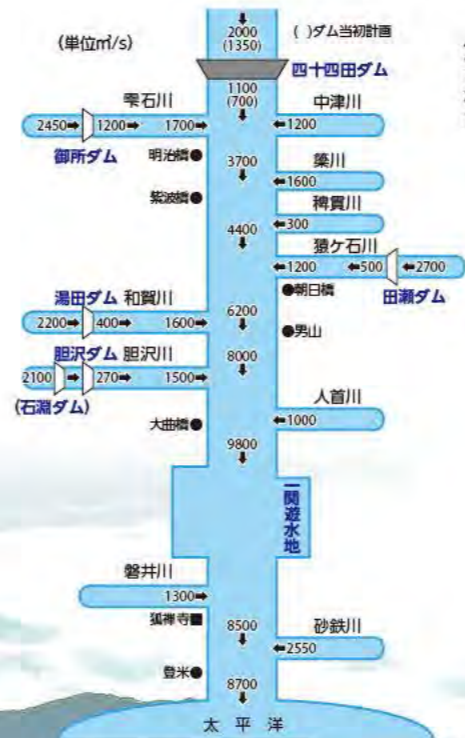 (単位㎥/s)
2000
(1350)
( )ダム当初計画
四十四田ダム
1100
(700)
雫石川
中津川
2450 1200 1700
1200
御所ダム
明治橋
3700
藻川
1600
紫波橋
稗貫川
300
4400
猿ヶ石川
1200 500 2700
田瀬ダム
朝日橋
湯田ダム 和賀川
2200 400 1600
6200
男山
胆沢ダム 胆沢川
8000
2100 270 1500
(石淵ダム)
人首川
1000
大曲橋
9800
一関遊水地
磐井川
1300
狐禅寺
8500
砂鉄川
2550
登米
8700
太平洋